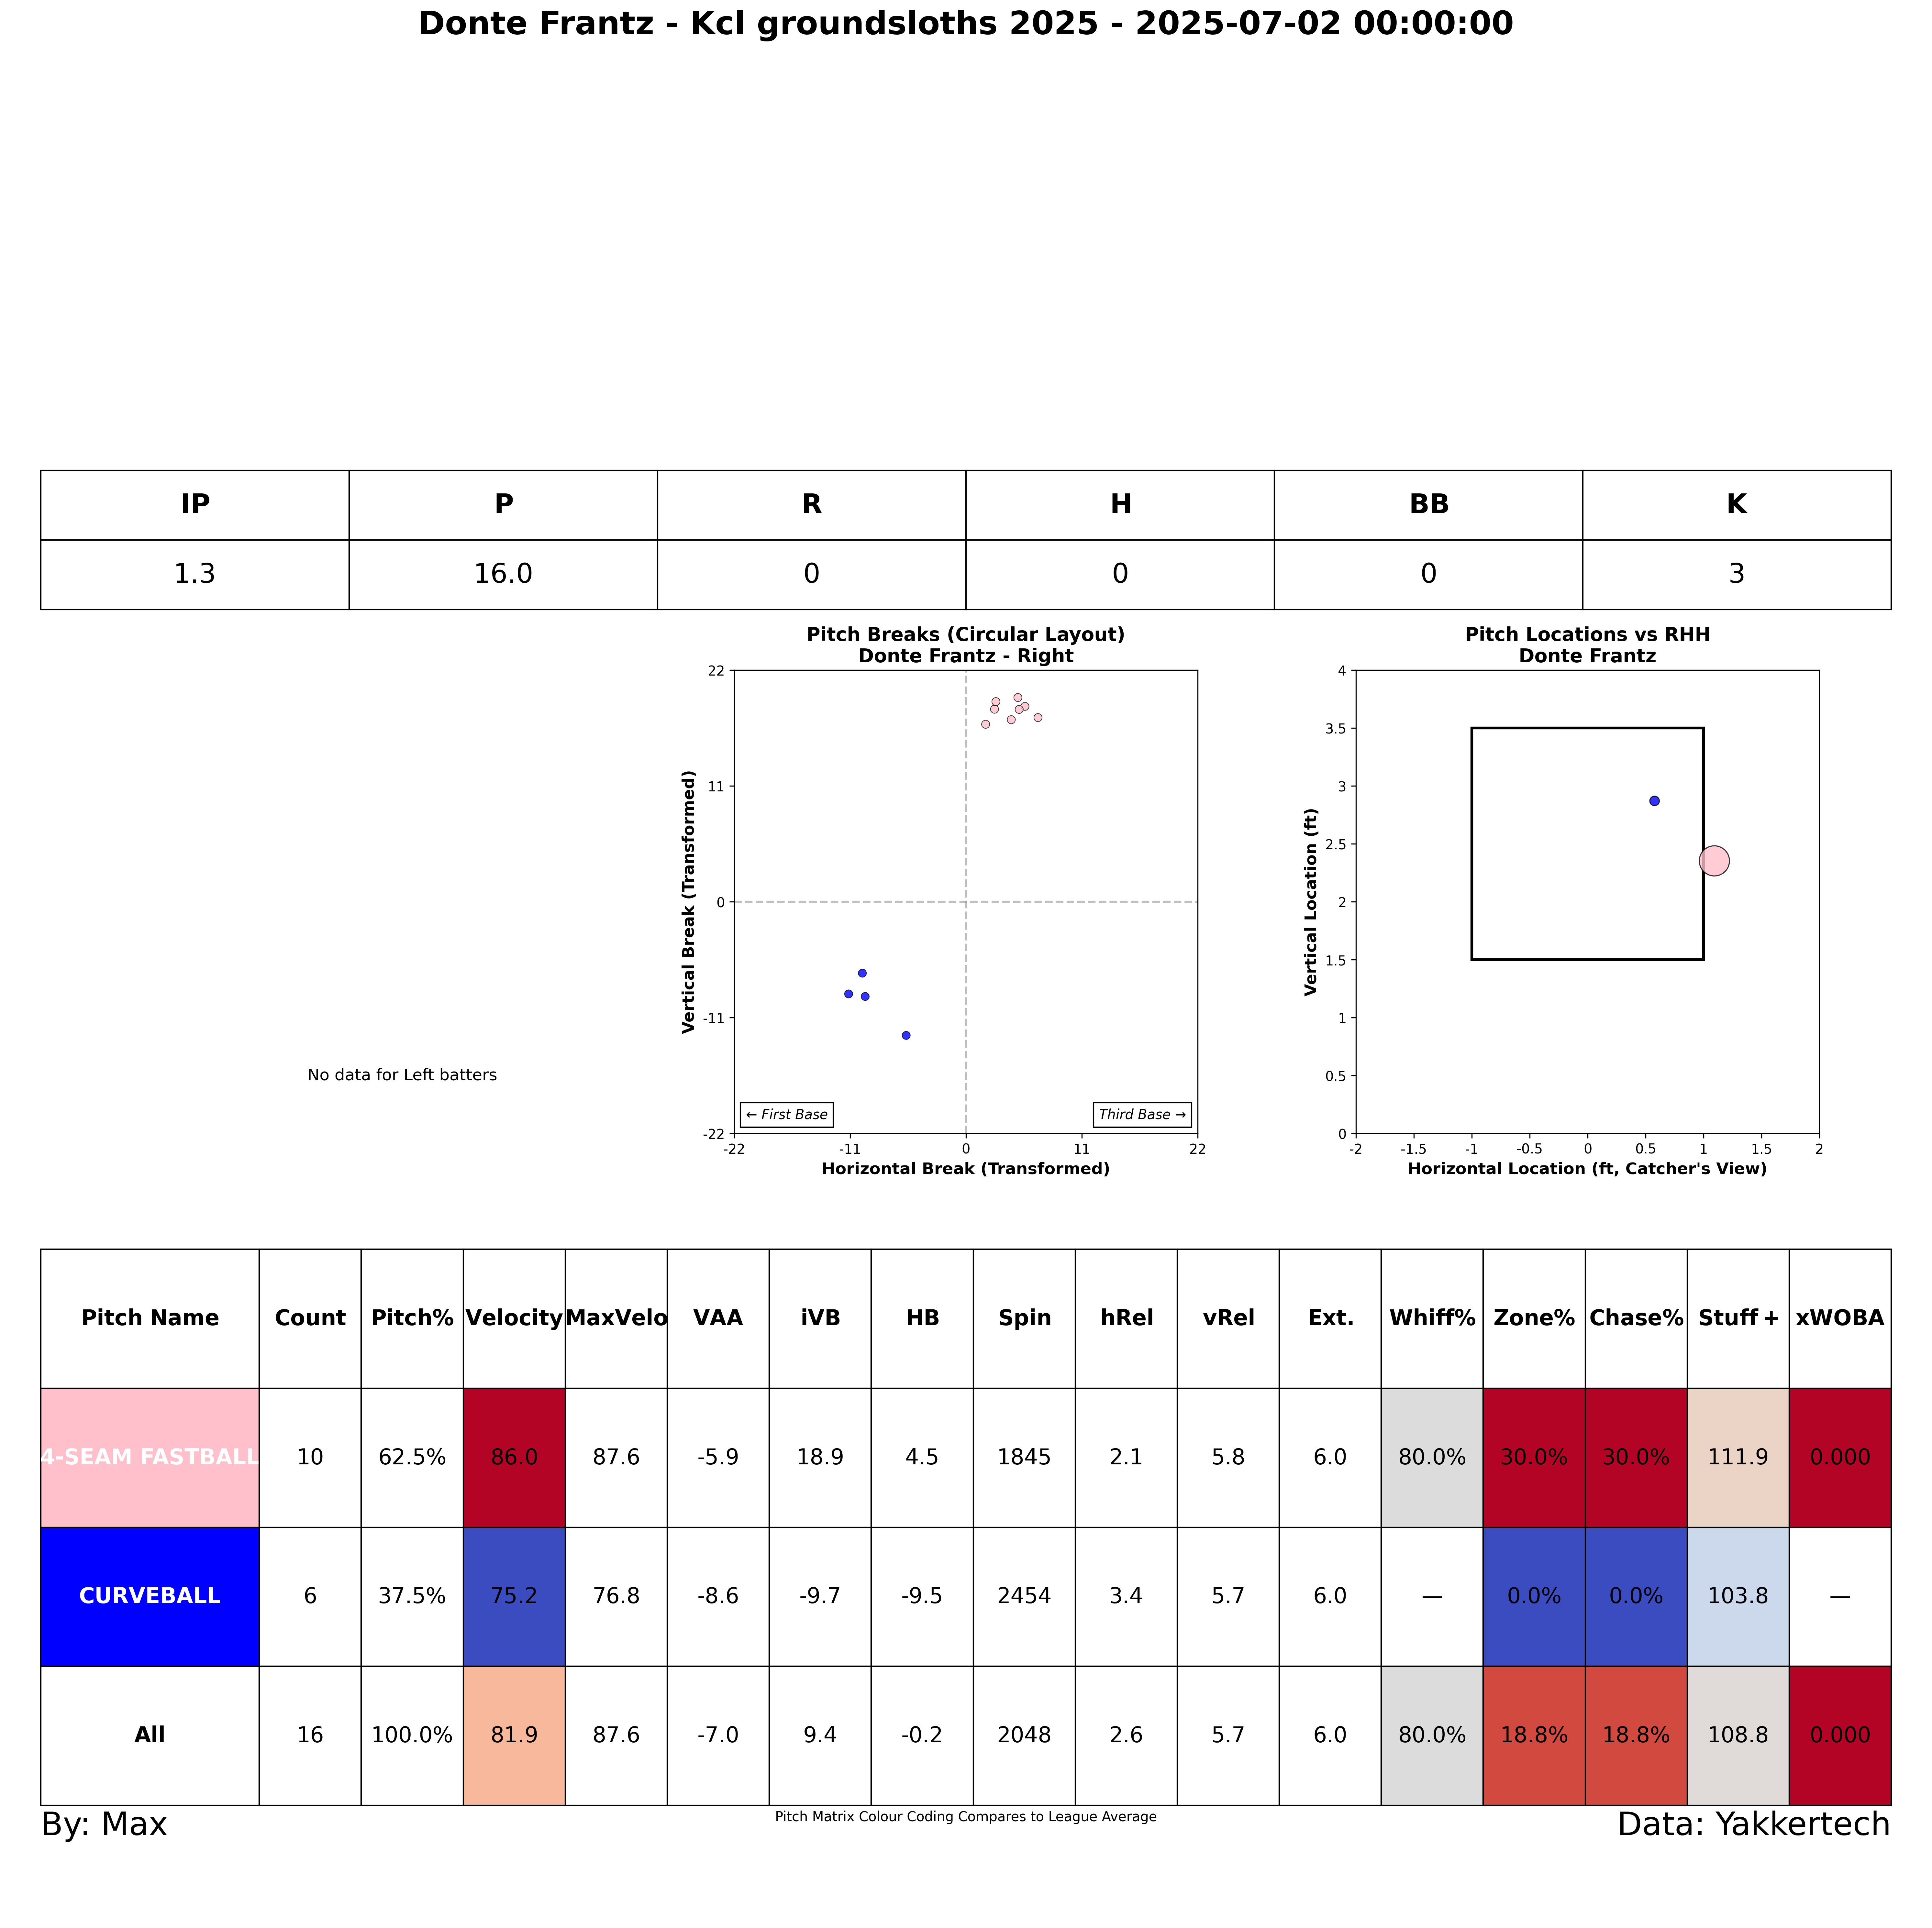 Donte Frantz - Kcl groundsloths 2025 - 2025-07-02 00:00:00
IP P R H BB K
1.3 16.0 0 0 0 3
No data for Left batters
Pitch Breaks (Circular Layout)
Donte Frantz - Right
Vertical Break (Transformed)
22
11
0
-11
-22
← First Base
Third Base →
-22 -11 0 11 22
Horizontal Break (Transformed)
Pitch Locations vs RHH
Donte Frantz
Vertical Location (ft)
4
3.5
3
2.5
2
1.5
1
0.5
0
-2 -1.5 -1 -0.5 0 0.5 1 1.5 2
Horizontal Location (ft, Catcher's View)
Pitch Name Count Pitch% Velocity MaxVelo VAA iVB HB Spin hRel vRel Ext. Whiff% Zone% Chase% Stuff+ xWOBA
4-SEAM FASTBALL 10 62.5% 86.0 87.6 -5.9 18.9 4.5 1845 2.1 5.8 6.0 80.0% 30.0% 30.0% 111.9 0.000
CURVEBALL 6 37.5% 75.2 76.8 -8.6 -9.7 -9.5 2454 3.4 5.7 6.0 — 0.0% 0.0% 103.8 —
All 16 100.0% 81.9 87.6 -7.0 9.4 -0.2 2048 2.6 5.7 6.0 80.0% 18.8% 18.8% 108.8 0.000
By: Max
Pitch Matrix Colour Coding Compares to League Average
Data: Yakkertech